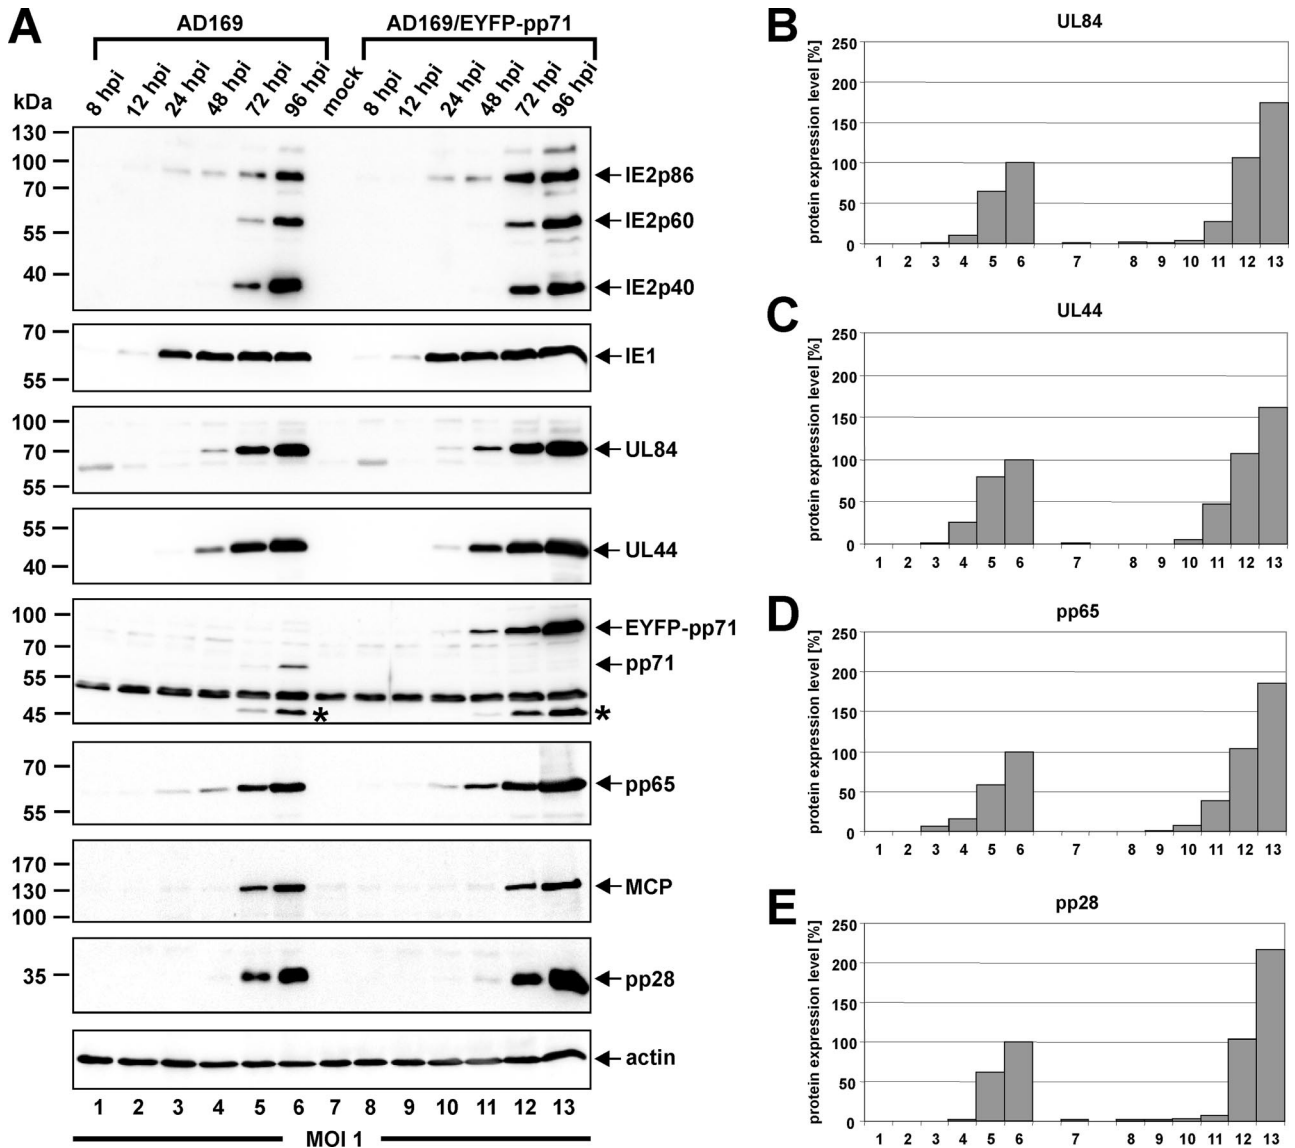 A
AD169
AD169/EYFP-pp71
kDa
8 hpi
12 hpi
24 hpi
48 hpi
72 hpi
96 hpi
mock
8 hpi
12 hpi
24 hpi
48 hpi
72 hpi
96 hpi
130
100
70
55
40
IE2p86
IE2p60
IE2p40
70
55
IE1
100
70
55
UL84
55
40
UL44
100
70
55
45
EYFP-pp71
pp71
*
*
70
55
pp65
170
130
100
MCP
35
pp28
actin
1 2 3 4 5 6 7 8 9 10 11 12 13
MOI 1
B
UL84
protein expression level [%]
250
200
150
100
50
0
1 2 3 4 5 6 7 8 9 10 11 12 13
C
UL44
protein expression level [%]
250
200
150
100
50
0
1 2 3 4 5 6 7 8 9 10 11 12 13
D
pp65
protein expression level [%]
250
200
150
100
50
0
1 2 3 4 5 6 7 8 9 10 11 12 13
E
pp28
protein expression level [%]
250
200
150
100
50
0
1 2 3 4 5 6 7 8 9 10 11 12 13